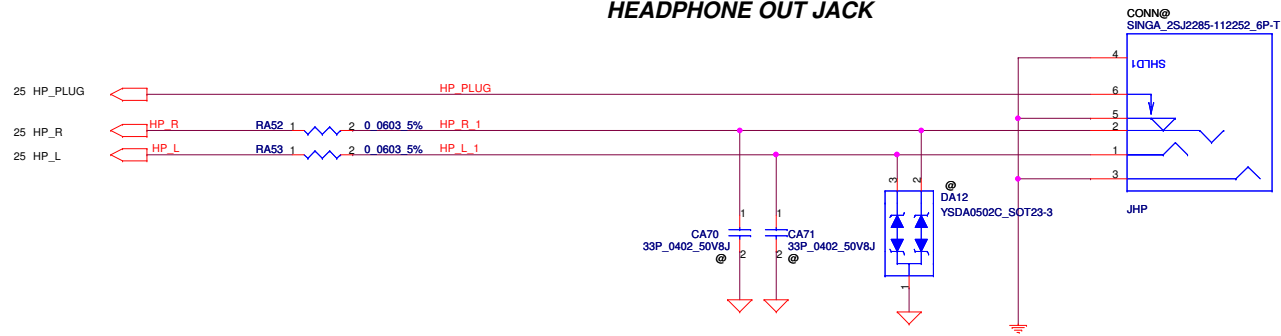 HEADPHONE OUT JACK
CONN@
SINGA_2SJ2285-112252_6P-T
4
SHLD1
25 HP_PLUG
HP_PLUG
6
5
25 HP_R
HP_R
RA52 1 2 0_0603_5%
HP_R_1
2
25 HP_L
HP_L
RA53 1 2 0_0603_5%
HP_L_1
1
3
3 2
@
DA12
YSDA0502C_SOT23-3
JHP
1 1
CA70
33P_0402_50V8J
@
2
CA71
33P_0402_50V8J
@
2
1